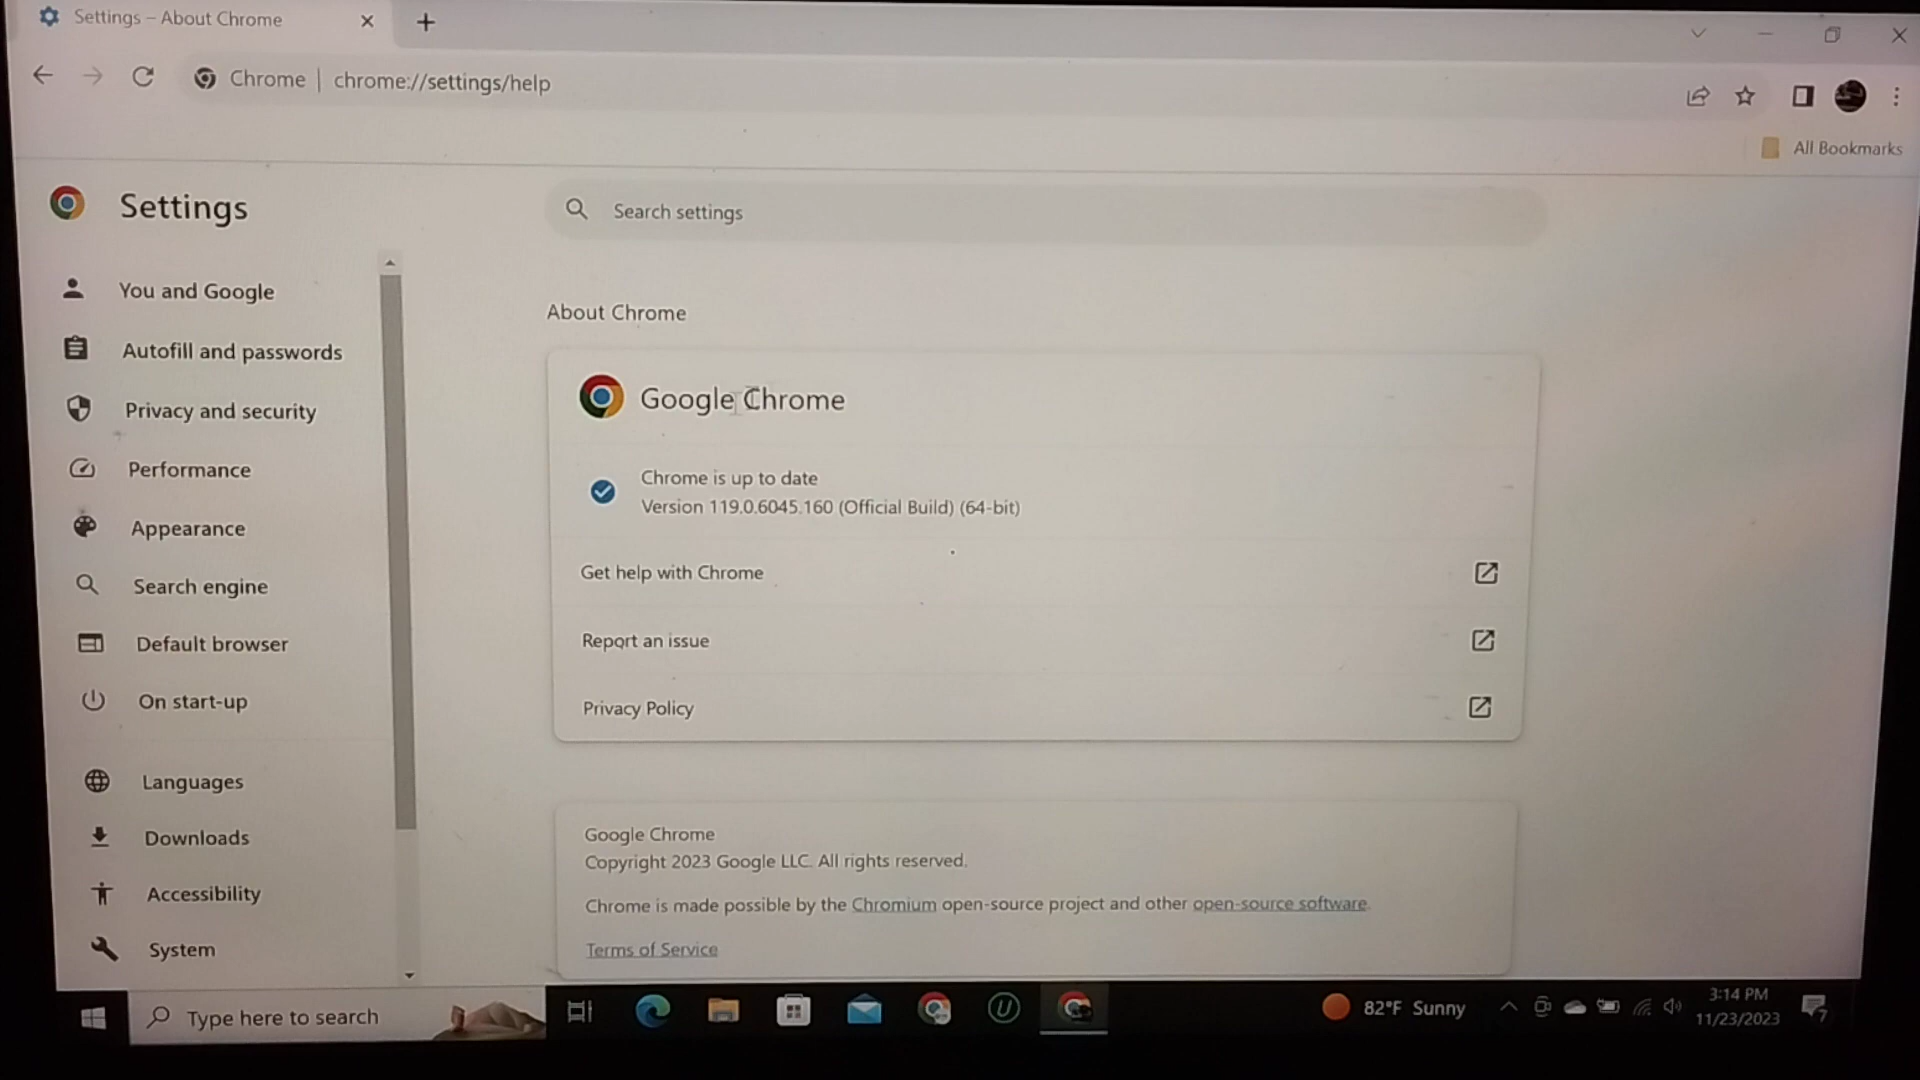 Settings – About Chrome
Chrome | chrome://settings/help
All Bookmarks
Settings
Search settings
You and Google
Autofill and passwords
Privacy and security
Performance
Appearance
Search engine
Default browser
On start-up
Languages
Downloads
Accessibility
System
About Chrome
Google Chrome
Chrome is up to date
Version 119.0.6045.160 (Official Build) (64-bit)
Get help with Chrome
Report an issue
Privacy Policy
Google Chrome
Copyright 2023 Google LLC. All rights reserved.
Chrome is made possible by the Chromium open-source project and other open-source software.
Terms of Service
Type here to search
82°F Sunny
3:14 PM
11/23/2023
7